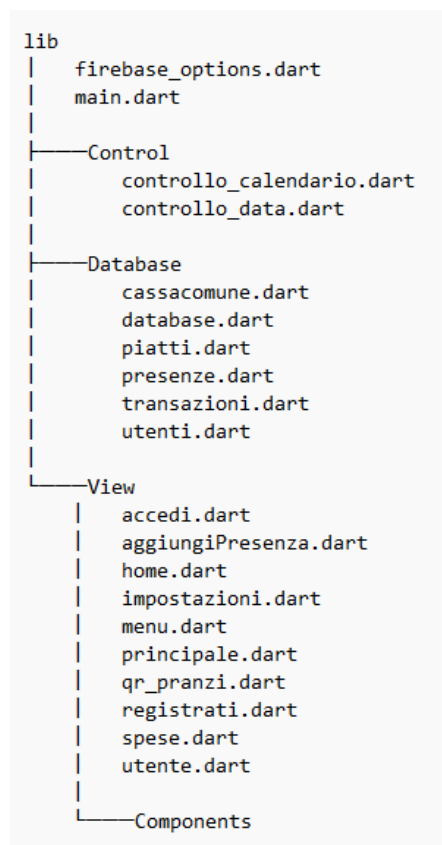 lib
firebase_options.dart
main.dart
Control
controllo_calendario.dart
controllo_data.dart
Database
cassacomune.dart
database.dart
piatti.dart
presenze.dart
transazioni.dart
utenti.dart
View
accedi.dart
aggiungiPresenza.dart
home.dart
impostazioni.dart
menu.dart
principale.dart
qr_pranzi.dart
registrati.dart
spese.dart
utente.dart
Components